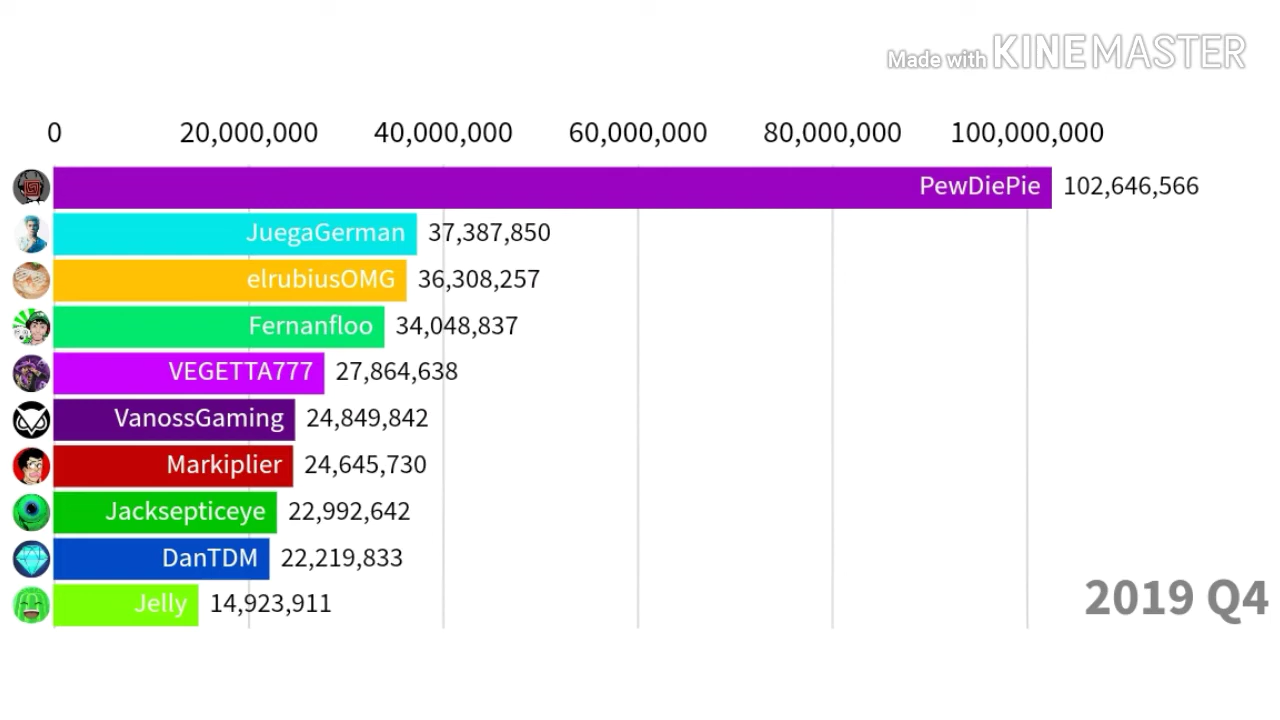 Made with KINEMASTER
0 20,000,000 40,000,000 60,000,000 80,000,000 100,000,000
PewDiePie 102,646,566
JuegaGerman 37,387,850
elrubiusOMG 36,308,257
Fernanfloo 34,048,837
VEGETTA777 27,864,638
VanossGaming 24,849,842
Markiplier 24,645,730
Jacksepticeye 22,992,642
DanTDM 22,219,833
Jelly 14,923,911
2019 Q4